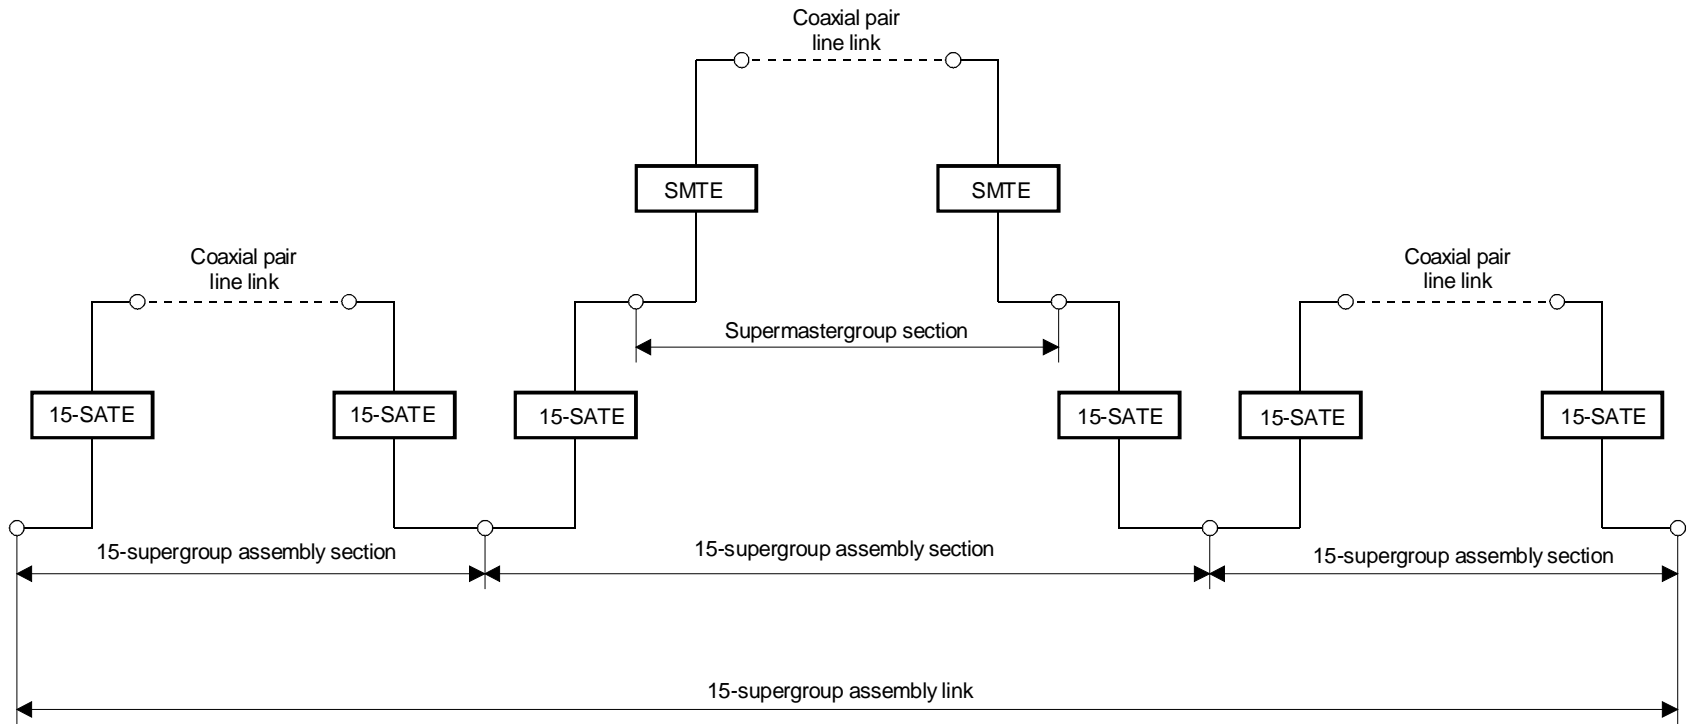 Coaxial pair
line link
SMTE
SMTE
Coaxial pair
line link
Coaxial pair
line link
Supermastergroup section
15-SATE
15-SATE
15-SATE
15-SATE
15-SATE
15-SATE
15-supergroup assembly section
15-supergroup assembly section
15-supergroup assembly section
15-supergroup assembly link